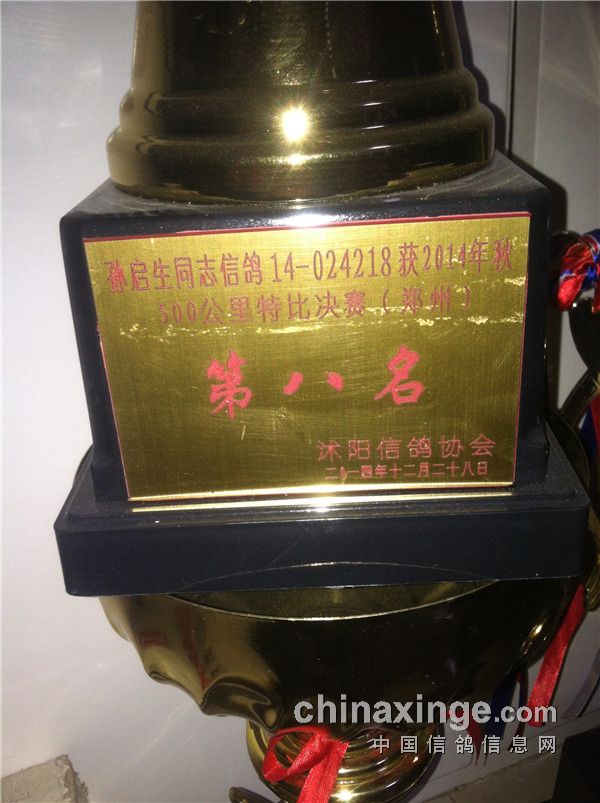 孙启生同志信鸽14-024218获2014年秋
500公里特比决赛（郑州）
第八名
沭阳信鸽协会
二〇一四年十二月二十八日
chinaxinge.com
中国信鸽信息网